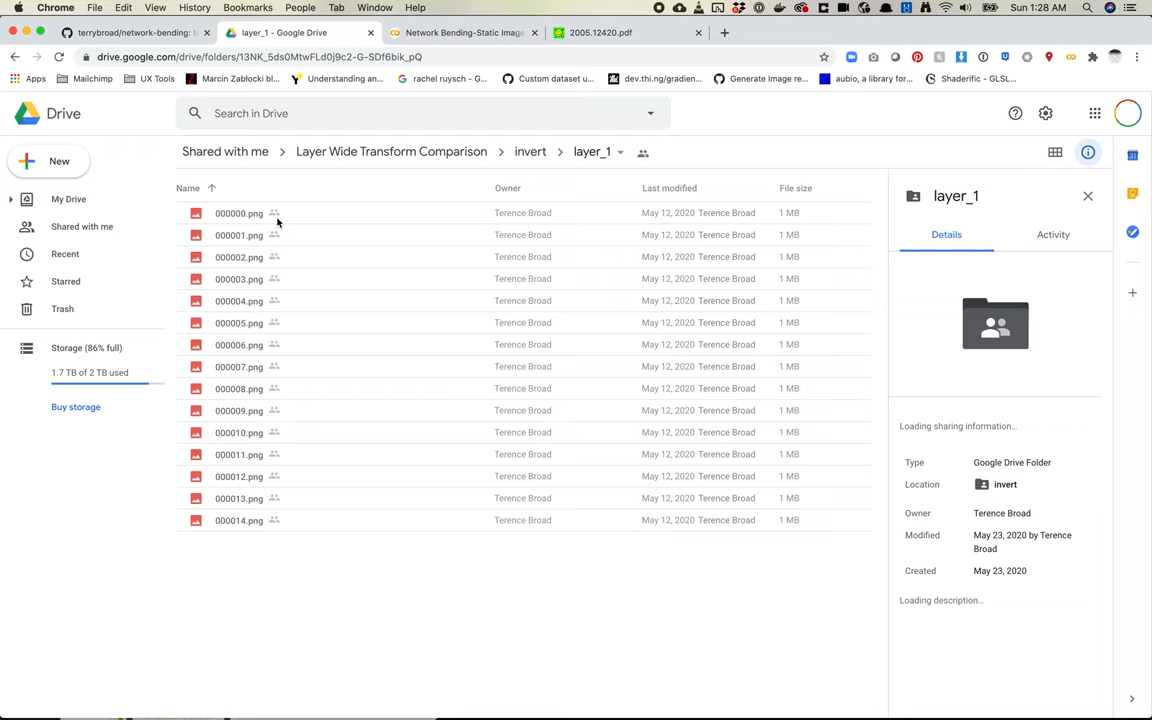 Chrome File Edit View History Bookmarks People Tab Window Help Sun 1:28 AM
terrybroad/network-bending: layer_1 - Google Drive Network Bending-Static Image 2005.12420.pdf
drive.google.com/drive/folders/13NK_5ds0MtwFLd0j9c2-G-SDf6bik_pQ
Apps Mailchimp UX Tools Marcin Zabłocki bl... Understanding an... rachel ruysch - G... Custom dataset u... dev.thi.ng/gradien... Generate Image re... aubio, a library for... Shaderific - GLSL...
Drive Search in Drive
New Shared with me Layer Wide Transform Comparison invert layer_1
Name Owner Last modified File size layer_1
My Drive
Shared with me
Recent
Starred
Trash
Storage (86% full)
1.7 TB of 2 TB used
Buy storage
000000.png Terence Broad May 12, 2020 Terence Broad 1 MB
000001.png Terence Broad May 12, 2020 Terence Broad 1 MB
000002.png Terence Broad May 12, 2020 Terence Broad 1 MB
000003.png Terence Broad May 12, 2020 Terence Broad 1 MB
000004.png Terence Broad May 12, 2020 Terence Broad 1 MB
000005.png Terence Broad May 12, 2020 Terence Broad 1 MB
000006.png Terence Broad May 12, 2020 Terence Broad 1 MB
000007.png Terence Broad May 12, 2020 Terence Broad 1 MB
000008.png Terence Broad May 12, 2020 Terence Broad 1 MB
000009.png Terence Broad May 12, 2020 Terence Broad 1 MB
000010.png Terence Broad May 12, 2020 Terence Broad 1 MB
000011.png Terence Broad May 12, 2020 Terence Broad 1 MB
000012.png Terence Broad May 12, 2020 Terence Broad 1 MB
000013.png Terence Broad May 12, 2020 Terence Broad 1 MB
000014.png Terence Broad May 12, 2020 Terence Broad 1 MB
Details Activity
Loading sharing information...
Type Google Drive Folder
Location invert
Owner Terence Broad
Modified May 23, 2020 by Terence
Broad
Created May 23, 2020
Loading description...